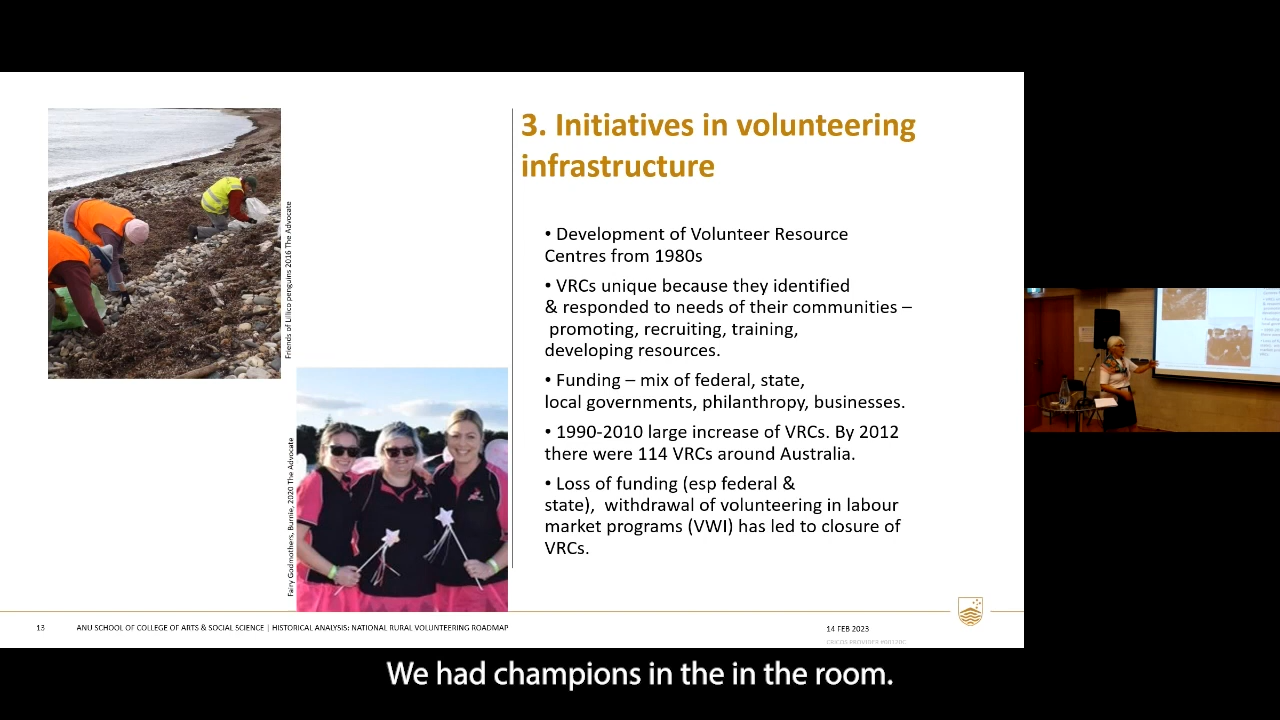 3. Initiatives in volunteering
infrastructure
• Development of Volunteer Resource
Centres from 1980s
• VRCs unique because they identified
& responded to needs of their communities –
promoting, recruiting, training,
developing resources.
• Funding – mix of federal, state,
local governments, philanthropy, businesses.
• 1990-2010 large increase of VRCs. By 2012
there were 114 VRCs around Australia.
• Loss of funding (esp federal &
state), withdrawal of volunteering in labour
market programs (VWI) has led to closure of
VRCs.
Friends of Lillico penguins 2016 The Advocate
Fairy Godmothers, Burnie, 2020 The Advocate
13
ANU SCHOOL OF COLLEGE OF ARTS & SOCIAL SCIENCE | HISTORICAL ANALYSIS: NATIONAL RURAL VOLUNTEERING ROADMAP
14 FEB 2023
CRICOS PROVIDER
We had champions in the in the room.